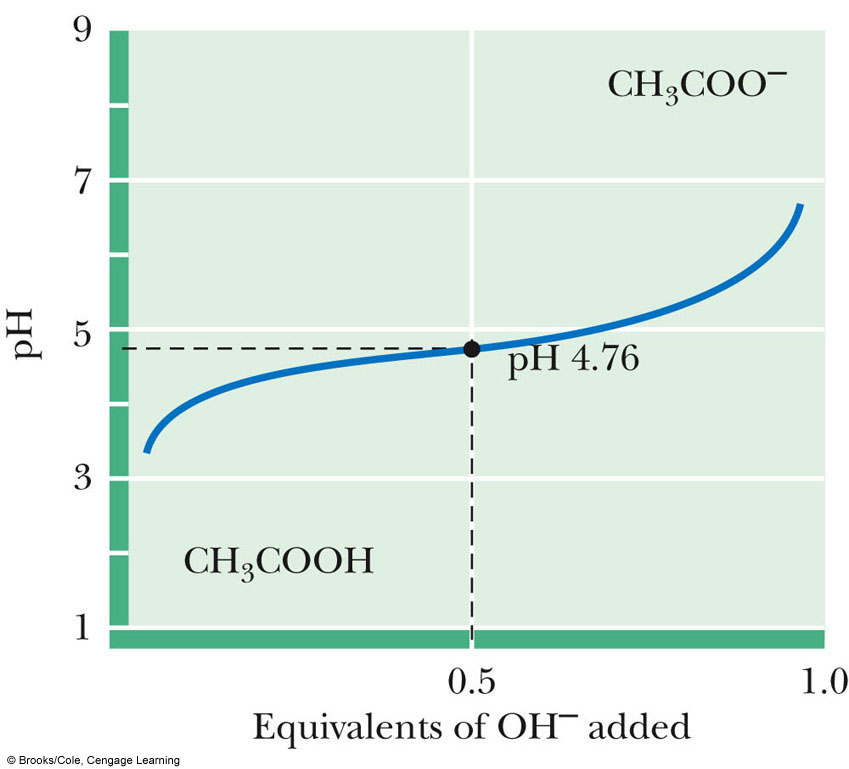 9
CH₃COO⁻
7
5
pH
pH 4.76
3
CH₃COOH
1
0.5
1.0
Equivalents of OH⁻ added
© Brooks/Cole, Cengage Learning